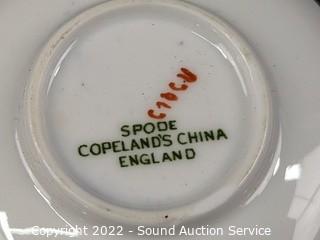 SPODE
COPELAND'S CHINA
ENGLAND
Copyright 2022 - Sound Auction Service